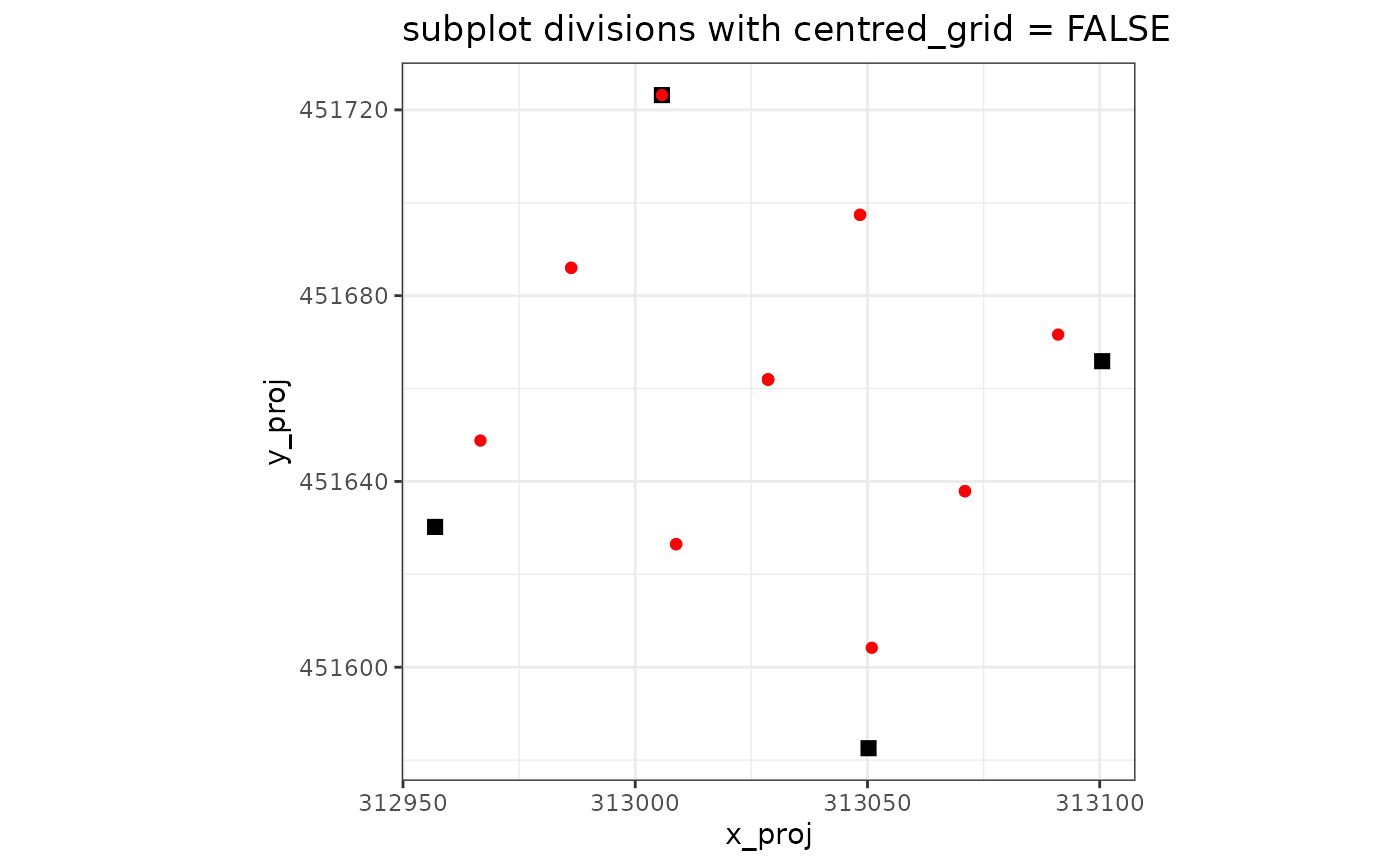 subplot divisions with centred_grid = FALSE
451720
451680
451640
451600
y_proj
312950 313000 313050 313100
x_proj